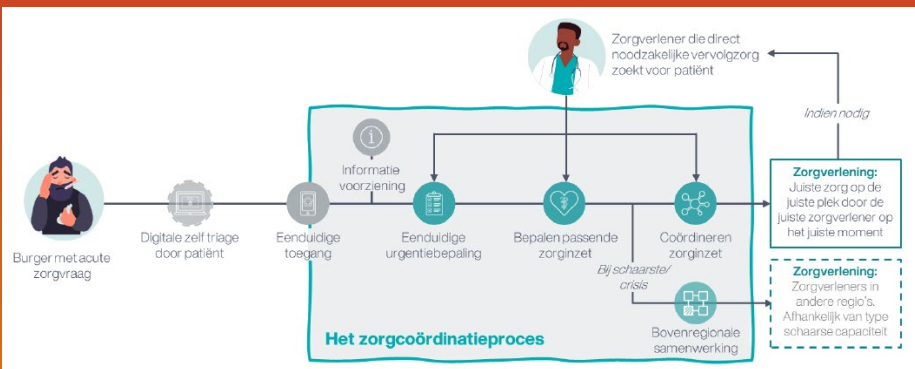 Zorgverlener die direct
noodzakelijke vervolgzorg
zoekt voor patiënt
Indien nodig
Informatie
voorziening
Burger met acute
zorgvraag
Digitale zelf triage
door patiënt
Eenduidige
toegang
Eenduidige
urgentiebepaling
Bepalen passende
zorginzet
Coördineren
zorginzet
Zorgverlening:
Juiste zorg op de
juiste plek door de
juiste zorgverlener op
het juiste moment
Bij schaarste/
crisis
Bovenregionale
samenwerking
Zorgverlening:
Zorgverleners in
andere regio's.
Afhankelijk van type
schaarse capaciteit
Het zorgcoördinatieproces